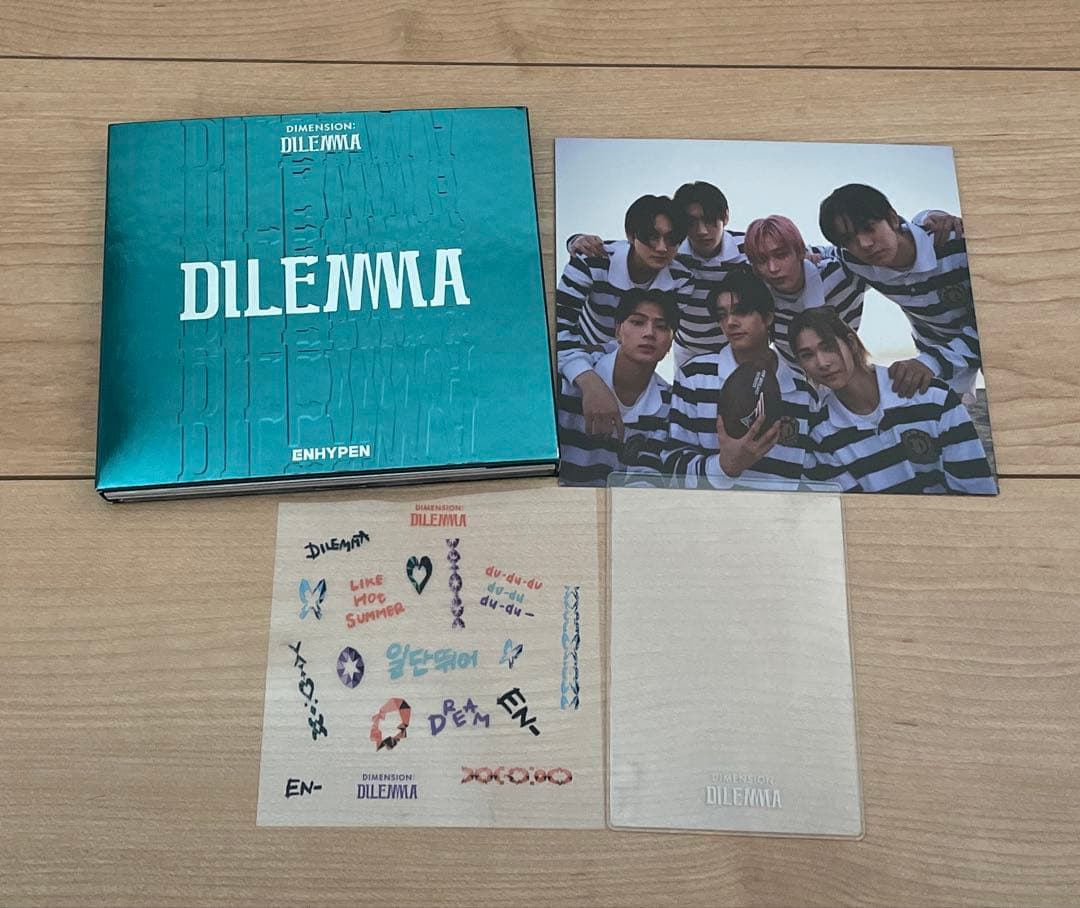 DIMENSION:
DILEMMA
DILEMMA
ENHYPEN
DIMENSION:
DILEMMA
DILEMMA
LIKE
HOt
SUMMER
du-du-du
du-du
du-du-
일단뛰어
DREAM
EN-
EN-
DIMENSION:
DILEMMA
DIMENSION:
DILEMMA